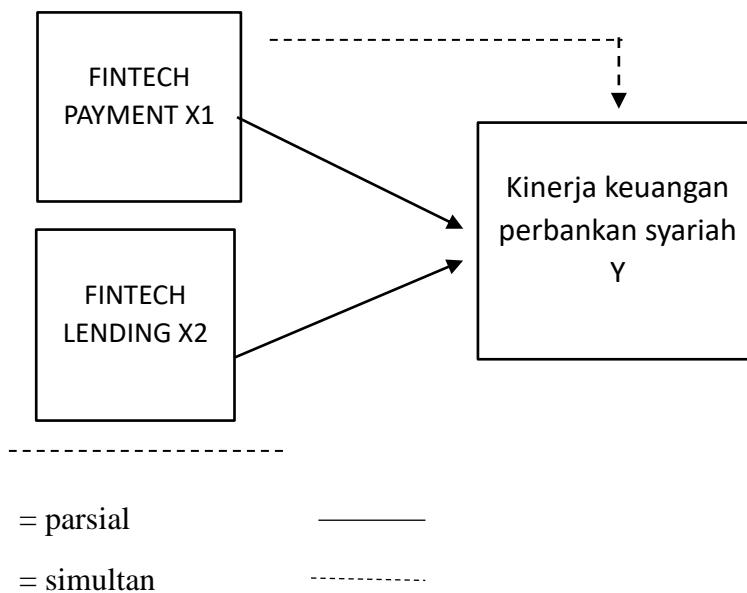 FINTECH
PAYMENT X1
Kinerja keuangan
perbankan syariah
Y
FINTECH
LENDING X2
= parsial
= simultan